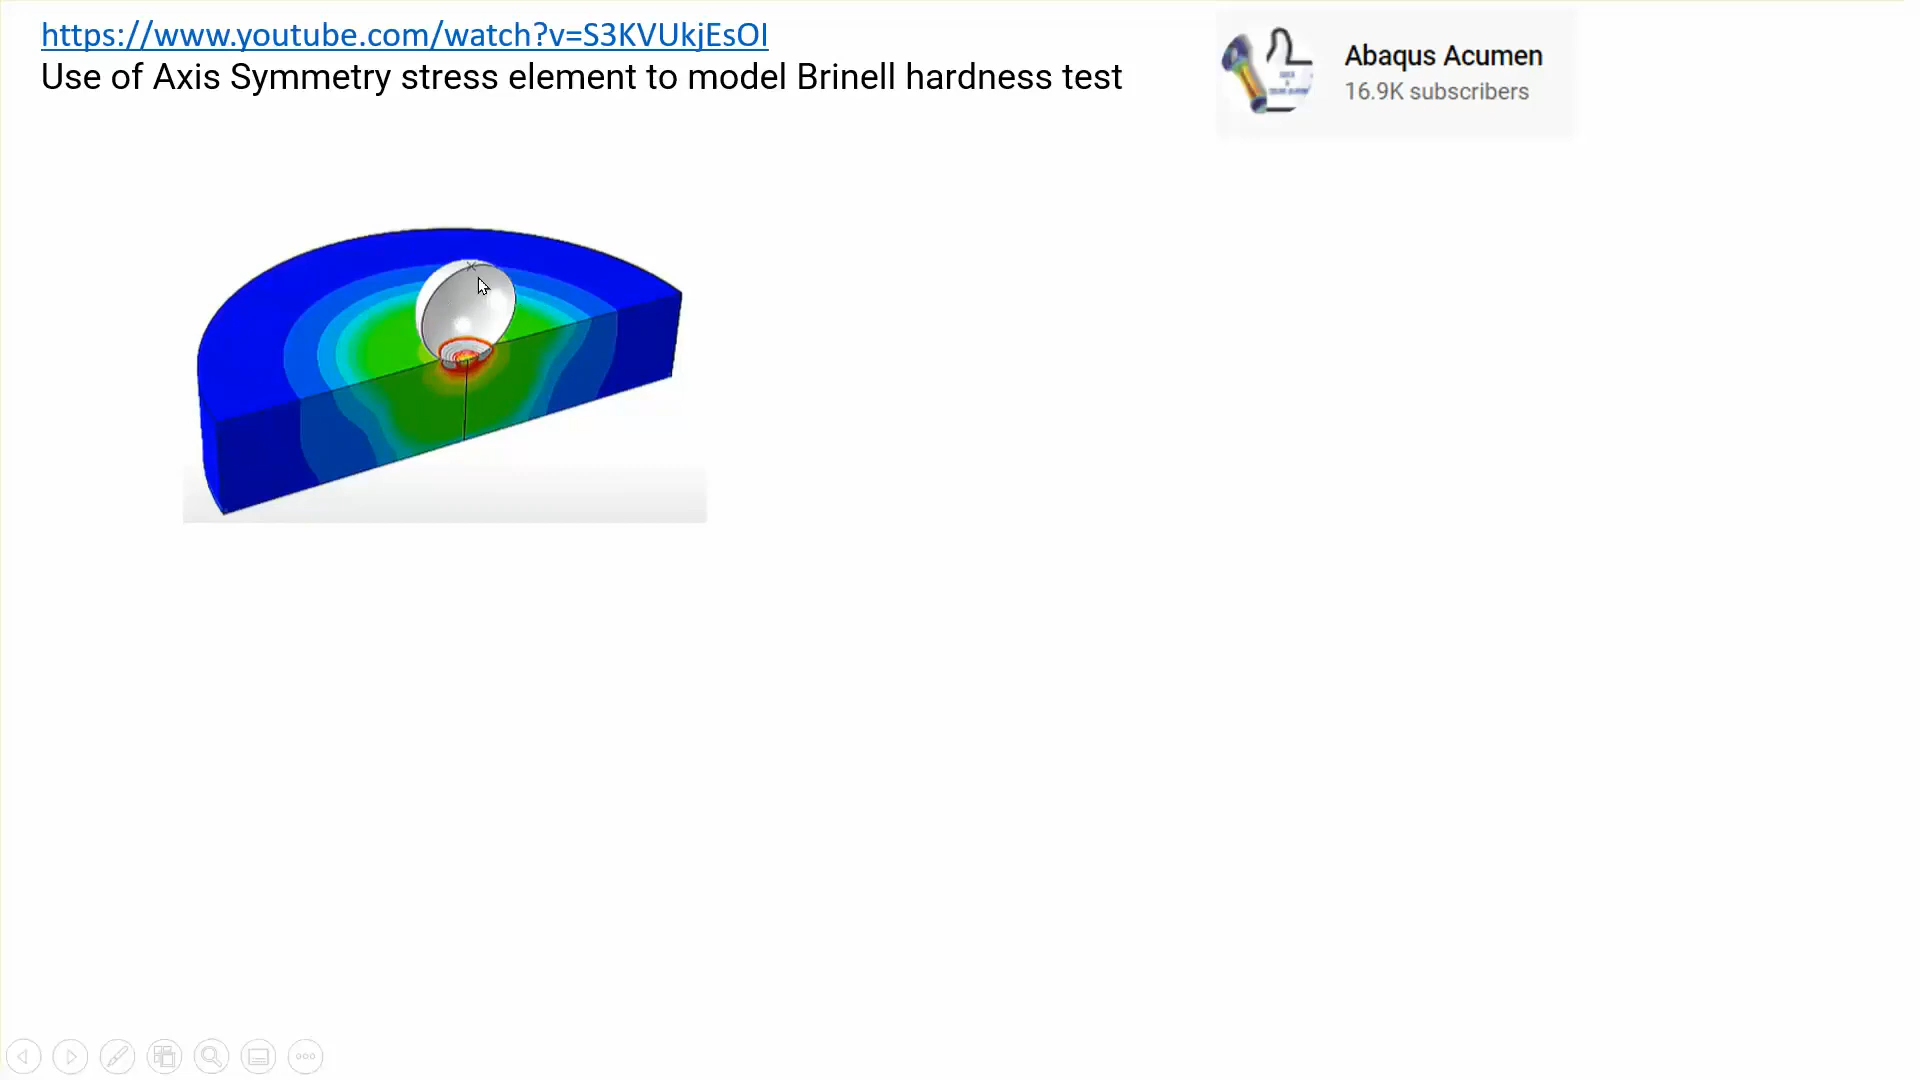 https://www.youtube.com/watch?v=S3KVUkjEsOI
Use of Axis Symmetry stress element to model Brinell hardness test
Abaqus Acumen
16.9K subscribers